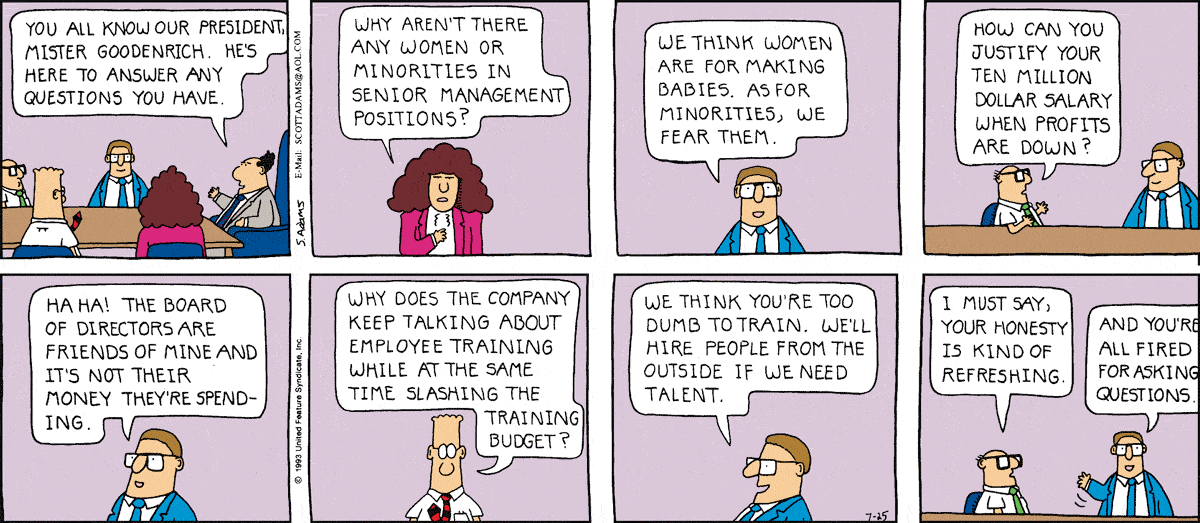 YOU ALL KNOW OUR PRESIDENT,
MISTER GOODENRICH. HE'S
HERE TO ANSWER ANY
QUESTIONS YOU HAVE.
S.ADAMS
E-Mail: SCOTTADAMS@AOL.COM
WHY AREN'T THERE
ANY WOMEN OR
MINORITIES IN
SENIOR MANAGEMENT
POSITIONS?
WE THINK WOMEN
ARE FOR MAKING
BABIES. AS FOR
MINORITIES, WE
FEAR THEM.
HOW CAN YOU
JUSTIFY YOUR
TEN MILLION
DOLLAR SALARY
WHEN PROFITS
ARE DOWN?
HA HA! THE BOARD
OF DIRECTORS ARE
FRIENDS OF MINE AND
IT'S NOT THEIR
MONEY THEY'RE SPEND-
ING.
© 1993 United Feature Syndicate, Inc.
WHY DOES THE COMPANY
KEEP TALKING ABOUT
EMPLOYEE TRAINING
WHILE AT THE SAME
TIME SLASHING THE
TRAINING
BUDGET?
WE THINK YOU'RE TOO
DUMB TO TRAIN. WE'LL
HIRE PEOPLE FROM THE
OUTSIDE IF WE NEED
TALENT.
7-25
I MUST SAY,
YOUR HONESTY
IS KIND OF
REFRESHING.
AND YOU'RE
ALL FIRED
FOR ASKING
QUESTIONS.